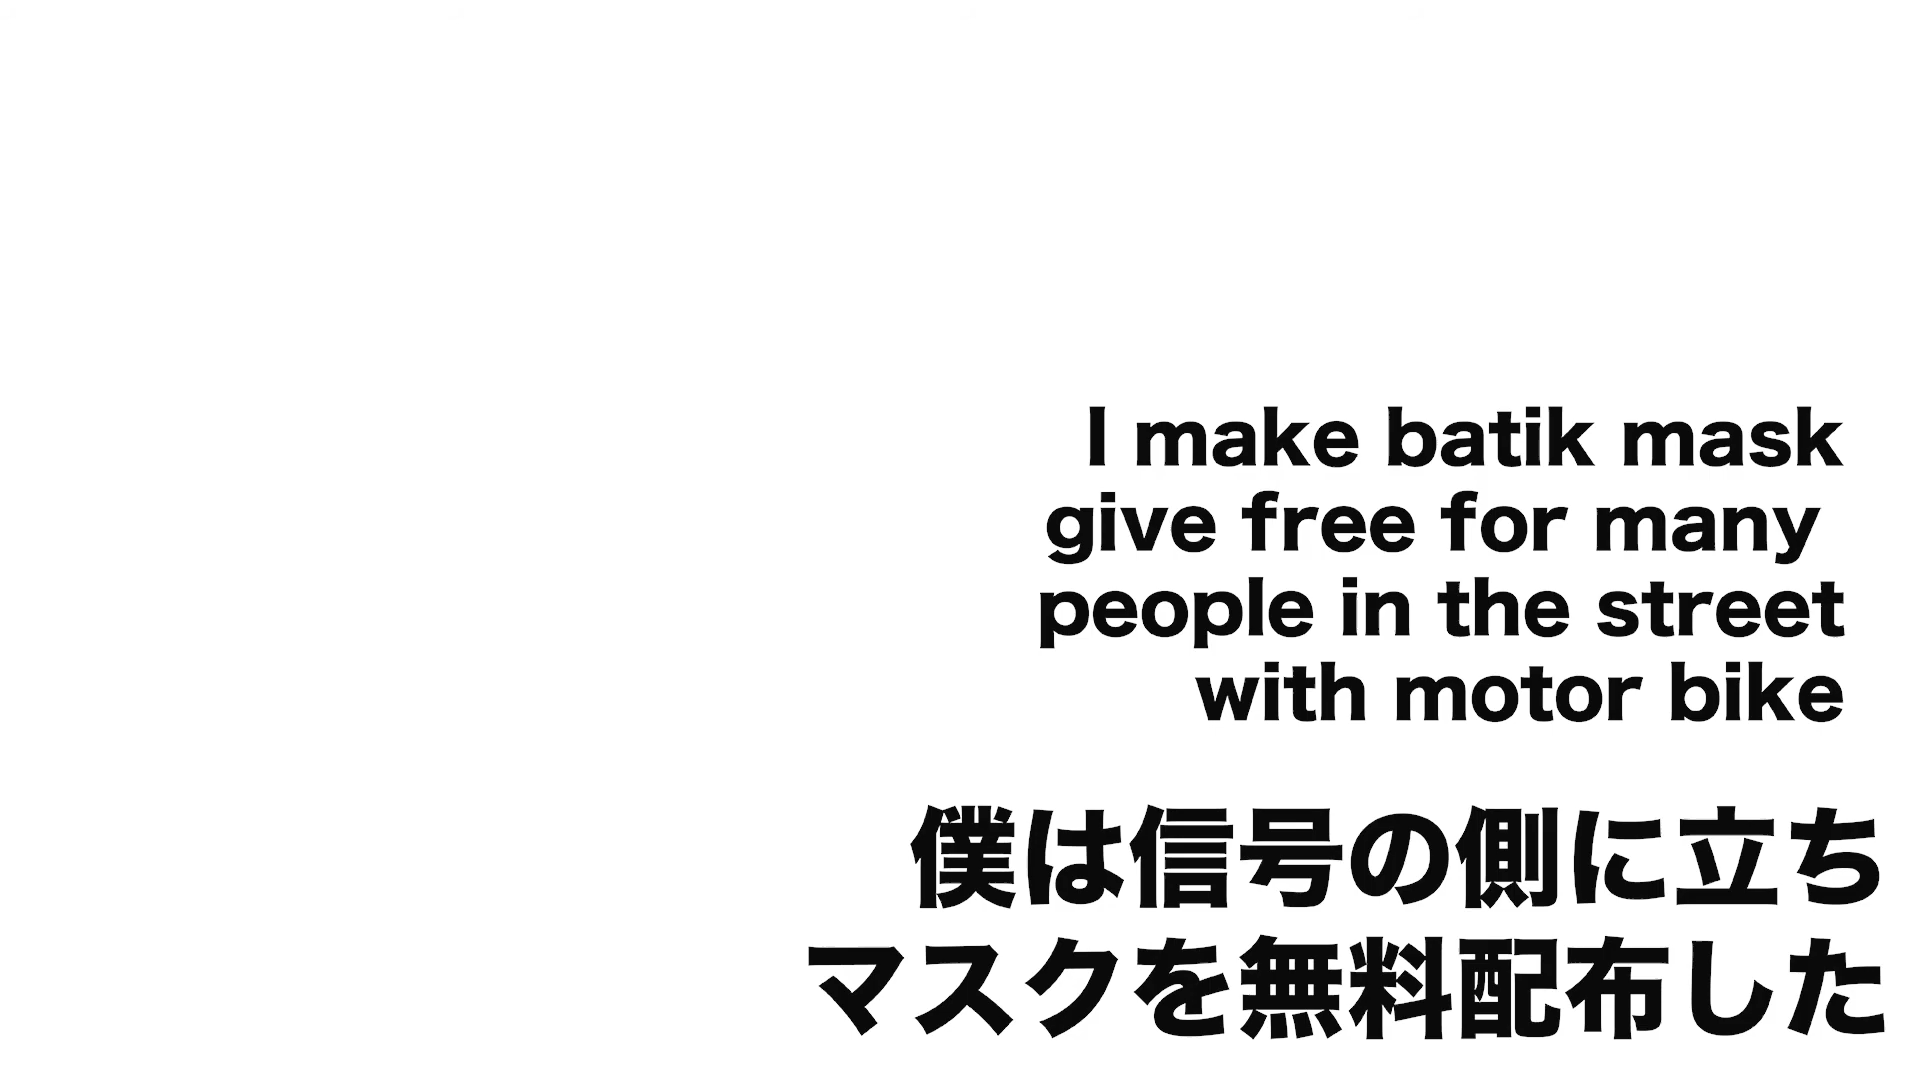 I make batik mask
give free for many
people in the street
with motor bike
僕は信号の側に立ち
マスクを無料配布した